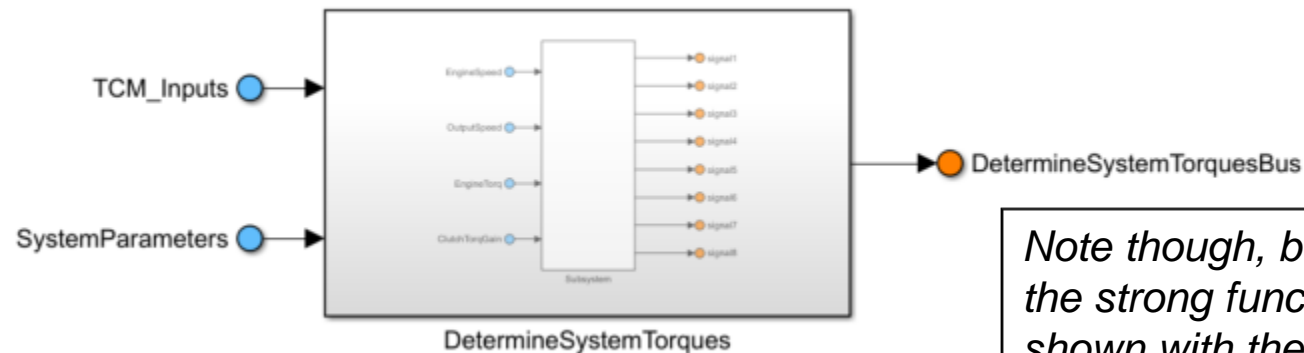 TCM_Inputs
SystemParameters
EngineSpeed
OutputSpeed
EngineTorq
ClutchTorqGain
Subsystem
signal1
signal2
signal3
signal4
signal5
signal6
signal7
signal8
DetermineSystemTorques
DetermineSystemTorquesBus
Note though, b
the strong func
shown with the